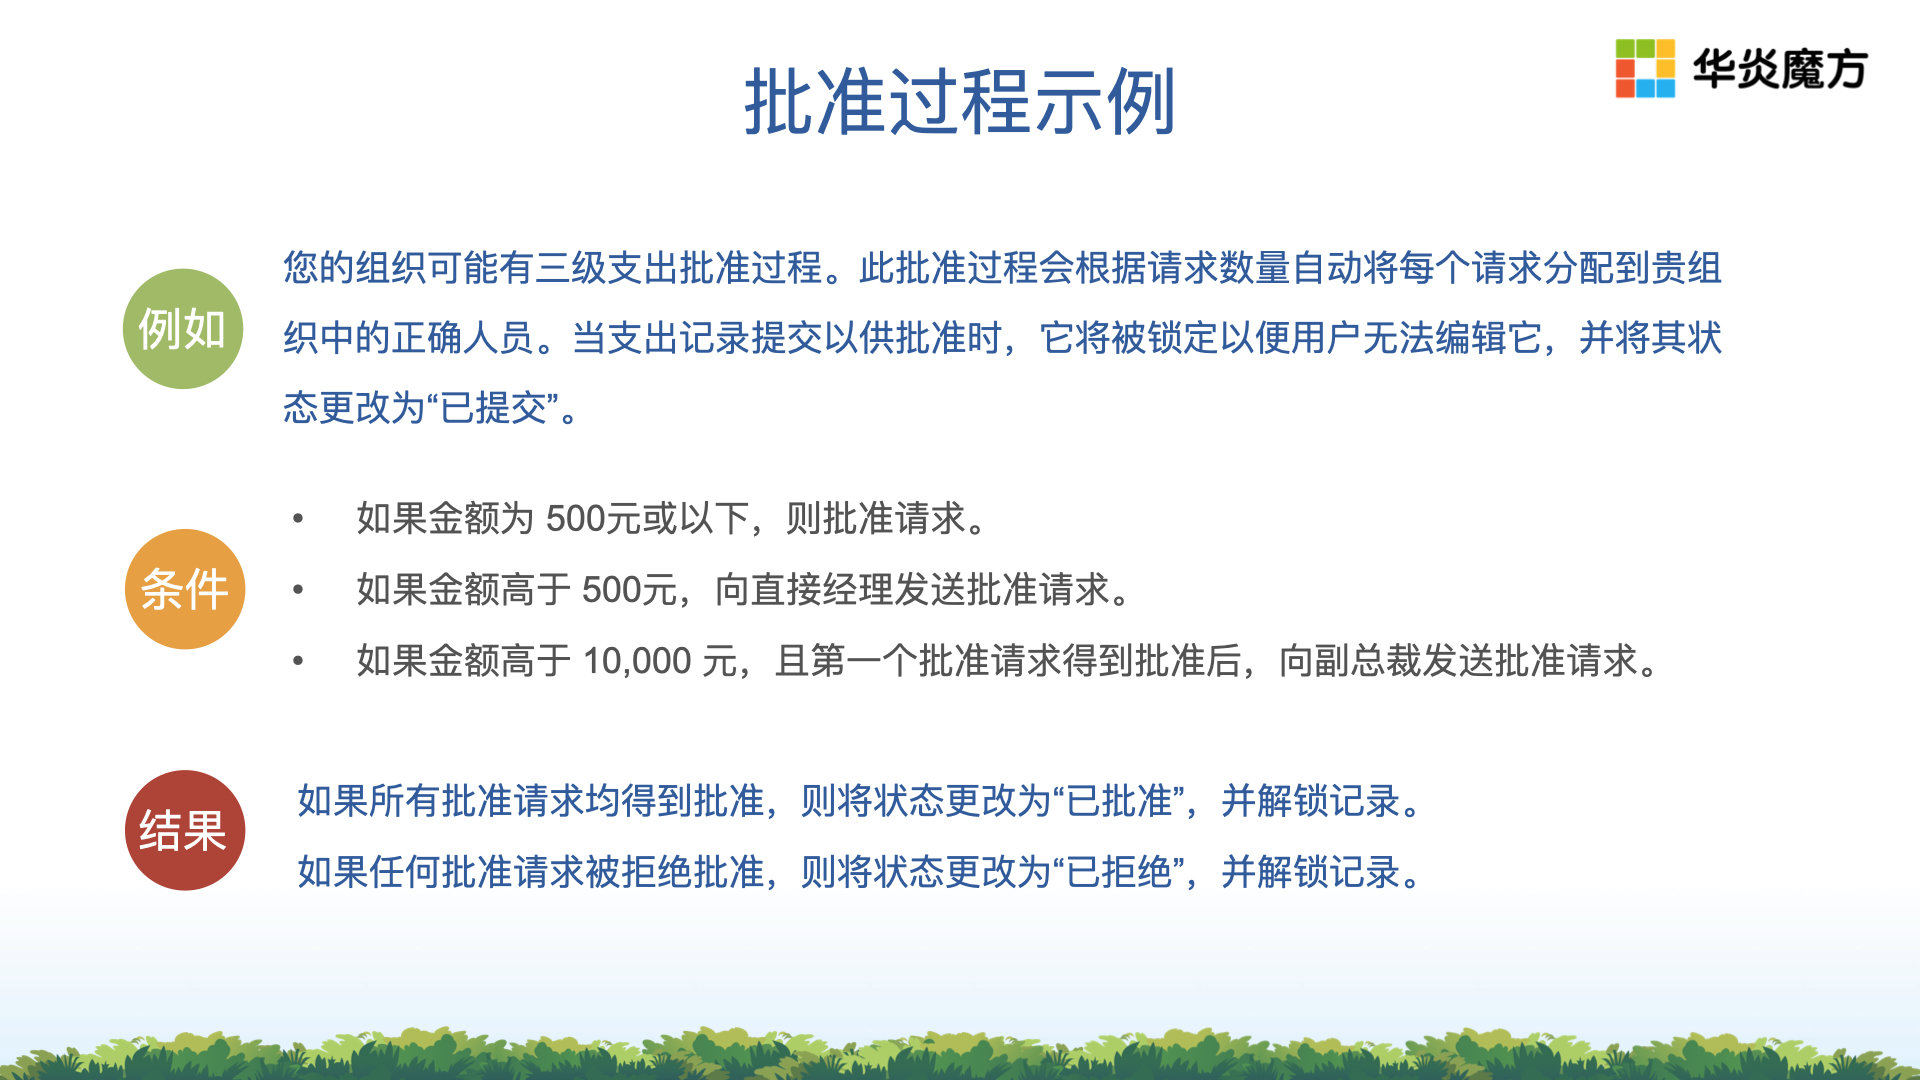 批准过程示例
华炎魔方
例如
您的组织可能有三级支出批准过程。此批准过程会根据请求数量自动将每个请求分配到贵组
织中的正确人员。当支出记录提交以供批准时，它将被锁定以便用户无法编辑它，并将其状
态更改为“已提交”。
条件
• 如果金额为 500元或以下，则批准请求。
• 如果金额高于 500元，向直接经理发送批准请求。
• 如果金额高于 10,000 元，且第一个批准请求得到批准后，向副总裁发送批准请求。
结果
如果所有批准请求均得到批准，则将状态更改为“已批准”，并解锁记录。
如果任何批准请求被拒绝批准，则将状态更改为“已拒绝”，并解锁记录。